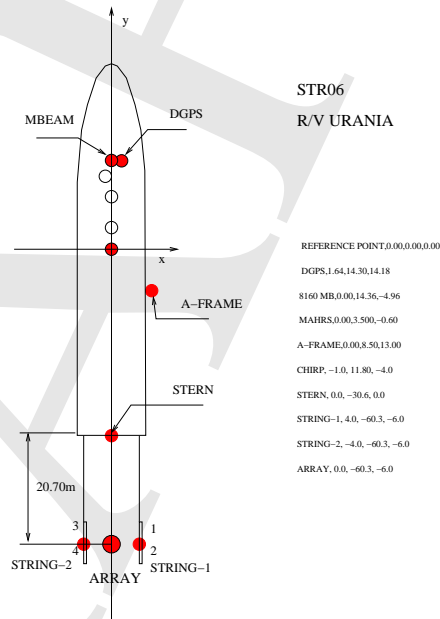 y
STR06
R/V URANIA
MBEAM
DGPS
x
REFERENCE POINT,0.00,0.00,0.00
DGPS,1.64,14.30,14.18
8160 MB,0.00,14.36,−4.96
MAHRS,0.00,3.500,−0.60
A−FRAME,0.00,8.50,13.00
CHIRP, −1.0, 11.80, −4.0
STERN, 0.0, −30.6, 0.0
STRING−1, 4.0, −60.3, −6.0
STRING−2, −4.0, −60.3, −6.0
ARRAY, 0.0, −60.3, −6.0
A−FRAME
STERN
20.70m
3
1
4
2
STRING−2
STRING−1
ARRAY